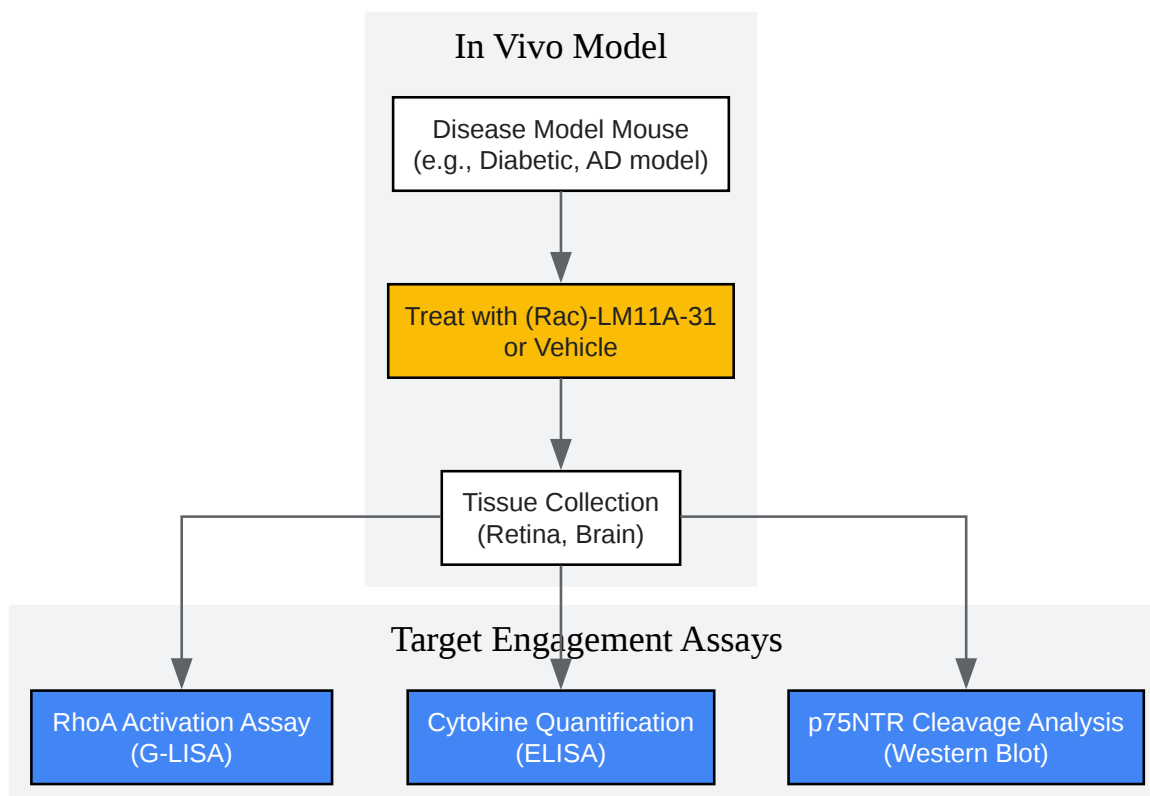 In Vivo Model
Disease Model Mouse
(e.g., Diabetic, AD model)
Treat with (Rac)-LM11A-31
or Vehicle
Tissue Collection
(Retina, Brain)
Target Engagement Assays
RhoA Activation Assay
(G-LISA)
Cytokine Quantification
(ELISA)
p75NTR Cleavage Analysis
(Western Blot)